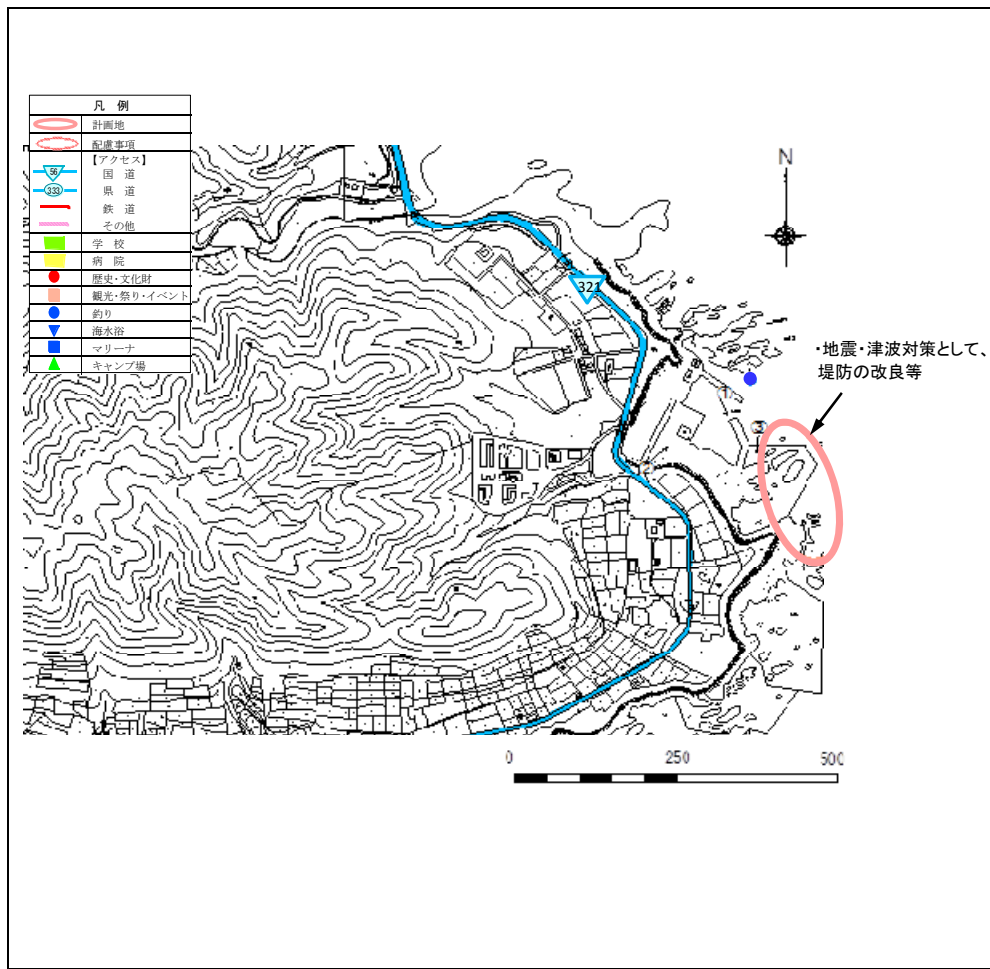 凡 例
計画地
配慮事項
【アクセス】
56 国 道
333 県 道
鉄 道
その他
学 校
病 院
歴史・文化財
観光・祭り・イベント
釣り
海水浴
マリーナ
キャンプ場
N
321
・地震・津波対策として、
堤防の改良等
①
③
②
0 250 500